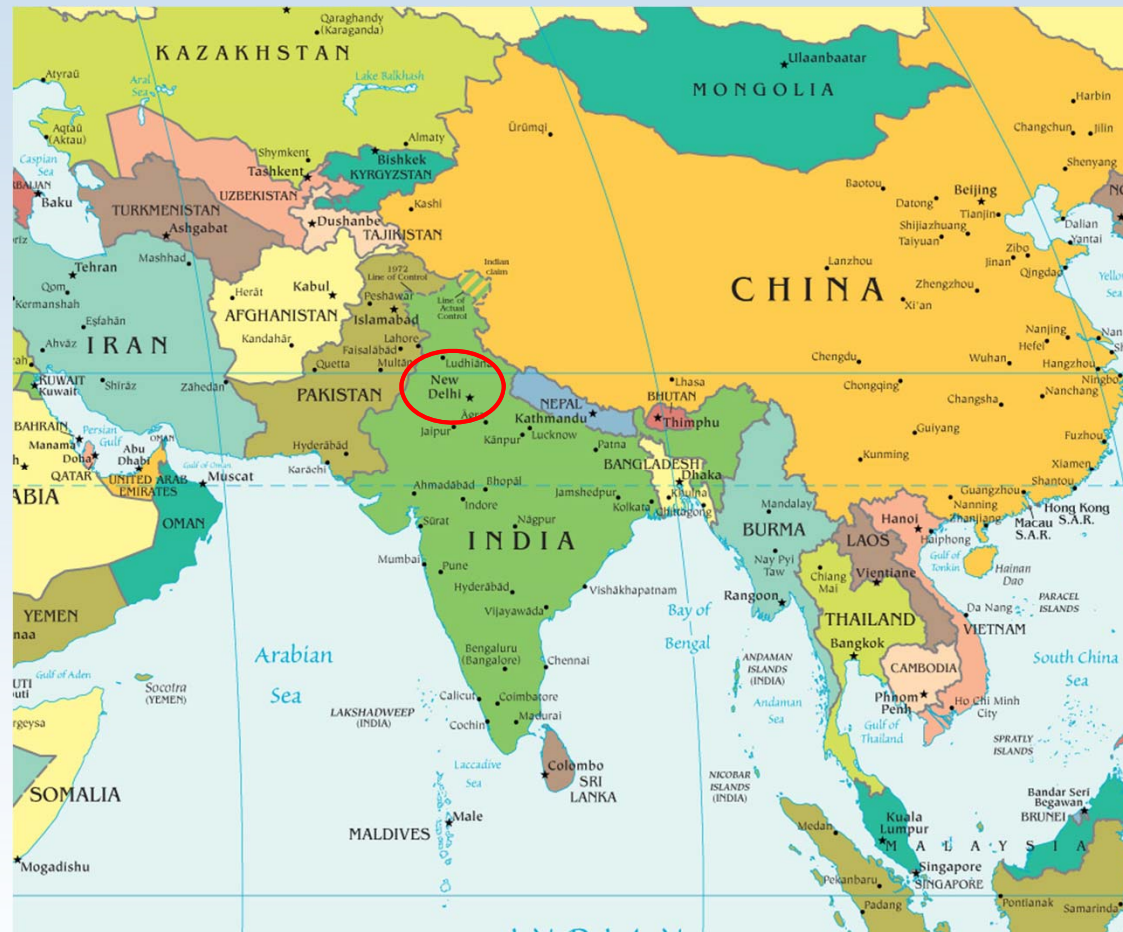 Qaraghandy
(Karaganda)
KAZAKHSTAN
Ulaanbaatar
MONGOLIA
Atyraū
Aral
Sea
Lake Balkhash
Harbin
Changchun
Jilin
Aqtaū
(Aktau)
Ürümqi
Almaty
Shymkent
Bishkek
KYRGYZSTAN
Tashkent
Shenyang
Caspian
Sea
UZBEKISTAN
Baku
Baotou
Beijing
Datong
Tianjin
Kashi
TURKMENISTAN
Dushanbe
TAJIKISTAN
Ashgabat
Shijiazhuang
Taiyuan
Dalian
Yantai
Zibo
Jinan
Qingdao
Mashhad
Tehran
Qom
Kermanshah
Indian
claim
1972
Line of Control
Lanzhou
Zhengzhou
Xi'an
CHINA
Herāt
Kabul
AFGHANISTAN
Peshāwar
Islamabad
Line of
Actual
Control
Eşfahān
IRAN
Ahvāz
Kandahār
Lahore
Faisalābād
Multān
Ludhiāna
Quetta
Nanjing
Hefei
Wuhan
Hangzhou
Chengdu
KUWAIT
Kuwait
Shīrāz
Zāhedān
PAKISTAN
New
Delhi
Lhasa
BHUTAN
Thimphu
Chongqing
Ningbo
Nanchang
Changsha
NEPAL
Kathmandu
Āgra
Jaipur
Kānpur
Lucknow
Patna
Guiyang
Fuzhou
BAHRAIN
Manama
Persian
Gulf
OMAN
Doha
QATAR
Abu
Dhabi
UNITED ARAB
EMIRATES
Gulf of Oman
Muscat
Hyderābād
Karāchi
BANGLADESH
Dhaka
Kunming
Xiamen
Shantou
Guangzhou
Nanning
Zhanjiang
Hong Kong
S.A.R.
Macau
S.A.R.
Ahmadābād
Bhopāl
Indore
Jamshedpur
Kolkata
Khulna
Chittagong
Mandalay
OMAN
Sūrat
Nāgpur
INDIA
BURMA
Hanoi
Haiphong
LAOS
Gulf of
Tonkin
Hainan
Dao
Mumbai
Pune
Nay Pyi
Taw
Chiang
Mai
Vientiane
Hyderābād
Vishākhapatnam
Vijayawāda
Rangoon
PARACEL
ISLANDS
Da Nang
VIETNAM
YEMEN
Bay of
Bengal
THAILAND
Bangkok
Arabian
Sea
Bengaluru
(Bangalore)
Chennai
ANDAMAN
ISLANDS
(INDIA)
Andaman
Sea
CAMBODIA
Phnom
Penh
South China
Sea
Gulf of Aden
Socotra
(YEMEN)
Calicut
Coimbatore
Cochin
Madurai
LAKSHADWEEP
(INDIA)
Ho Chi Minh
City
Gulf of
Thailand
SPRATLY
ISLANDS
Laccadive
Sea
Colombo
SRI
LANKA
NICOBAR
ISLANDS
(INDIA)
SOMALIA
Male
MALDIVES
Bandar Seri
Begawan
BRUNEI
Medan
Kuala
Lumpur
MALAYSIA
Mogadishu
Singapore
SINGAPORE
Pekanbaru
Padang
Pontianak
Samarinda